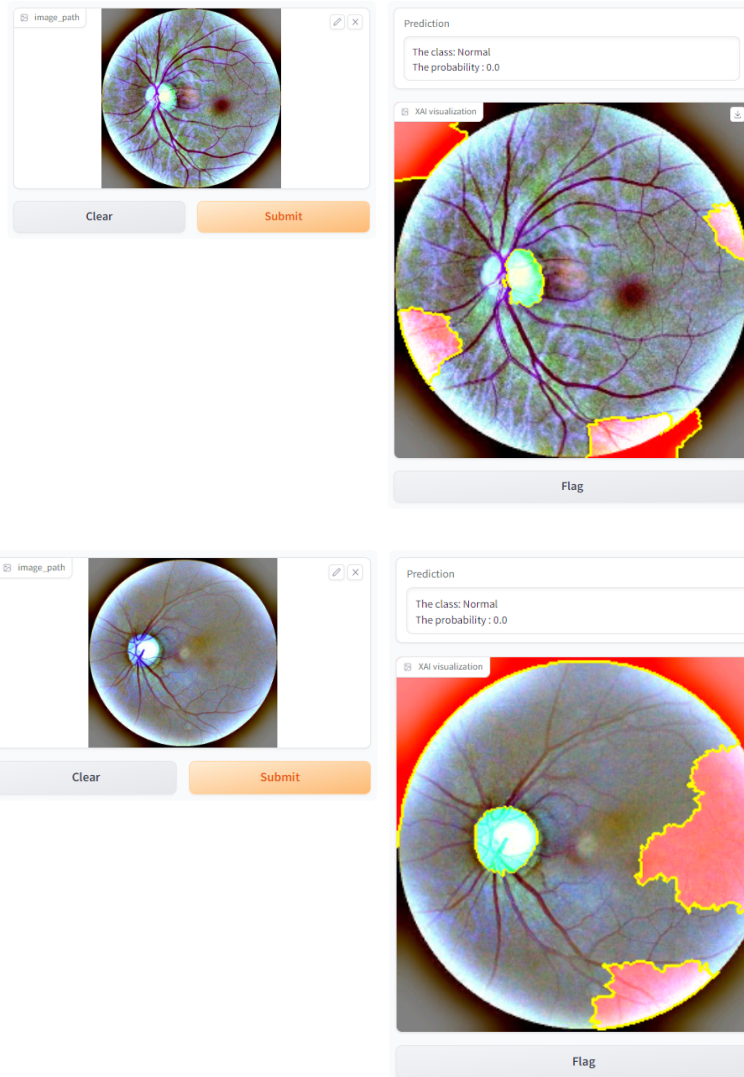 image_path
Clear
Submit
Prediction
The class: Normal
The probability : 0.0
XAI visualization
Flag
image_path
Clear
Submit
Prediction
The class: Normal
The probability : 0.0
XAI visualization
Flag